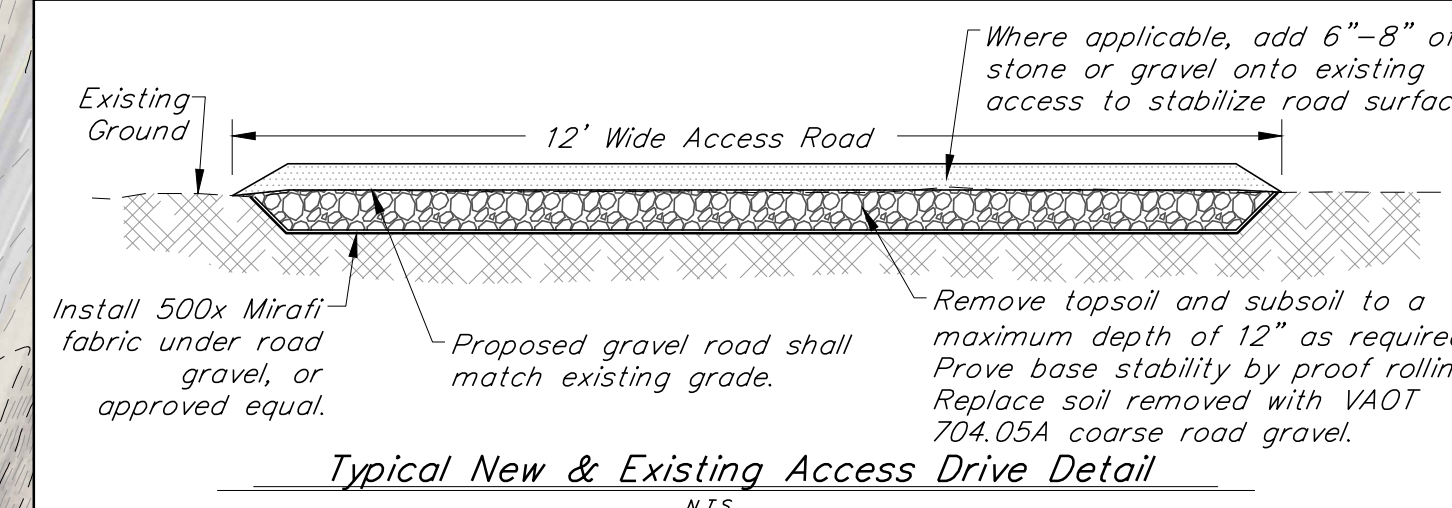 Where applicable, add 6"-8" of
stone or gravel onto existing
access to stabilize road surfac
Existing
Ground
12' Wide Access Road
Install 500x Mirafi
fabric under road
gravel, or
approved equal.
Proposed gravel road shall
match existing grade.
Remove topsoil and subsoil to a
maximum depth of 12" as require
Prove base stability by proof rollin
Replace soil removed with VAOT
704.05A coarse road gravel.
Typical New & Existing Access Drive Detail
N.T.S.